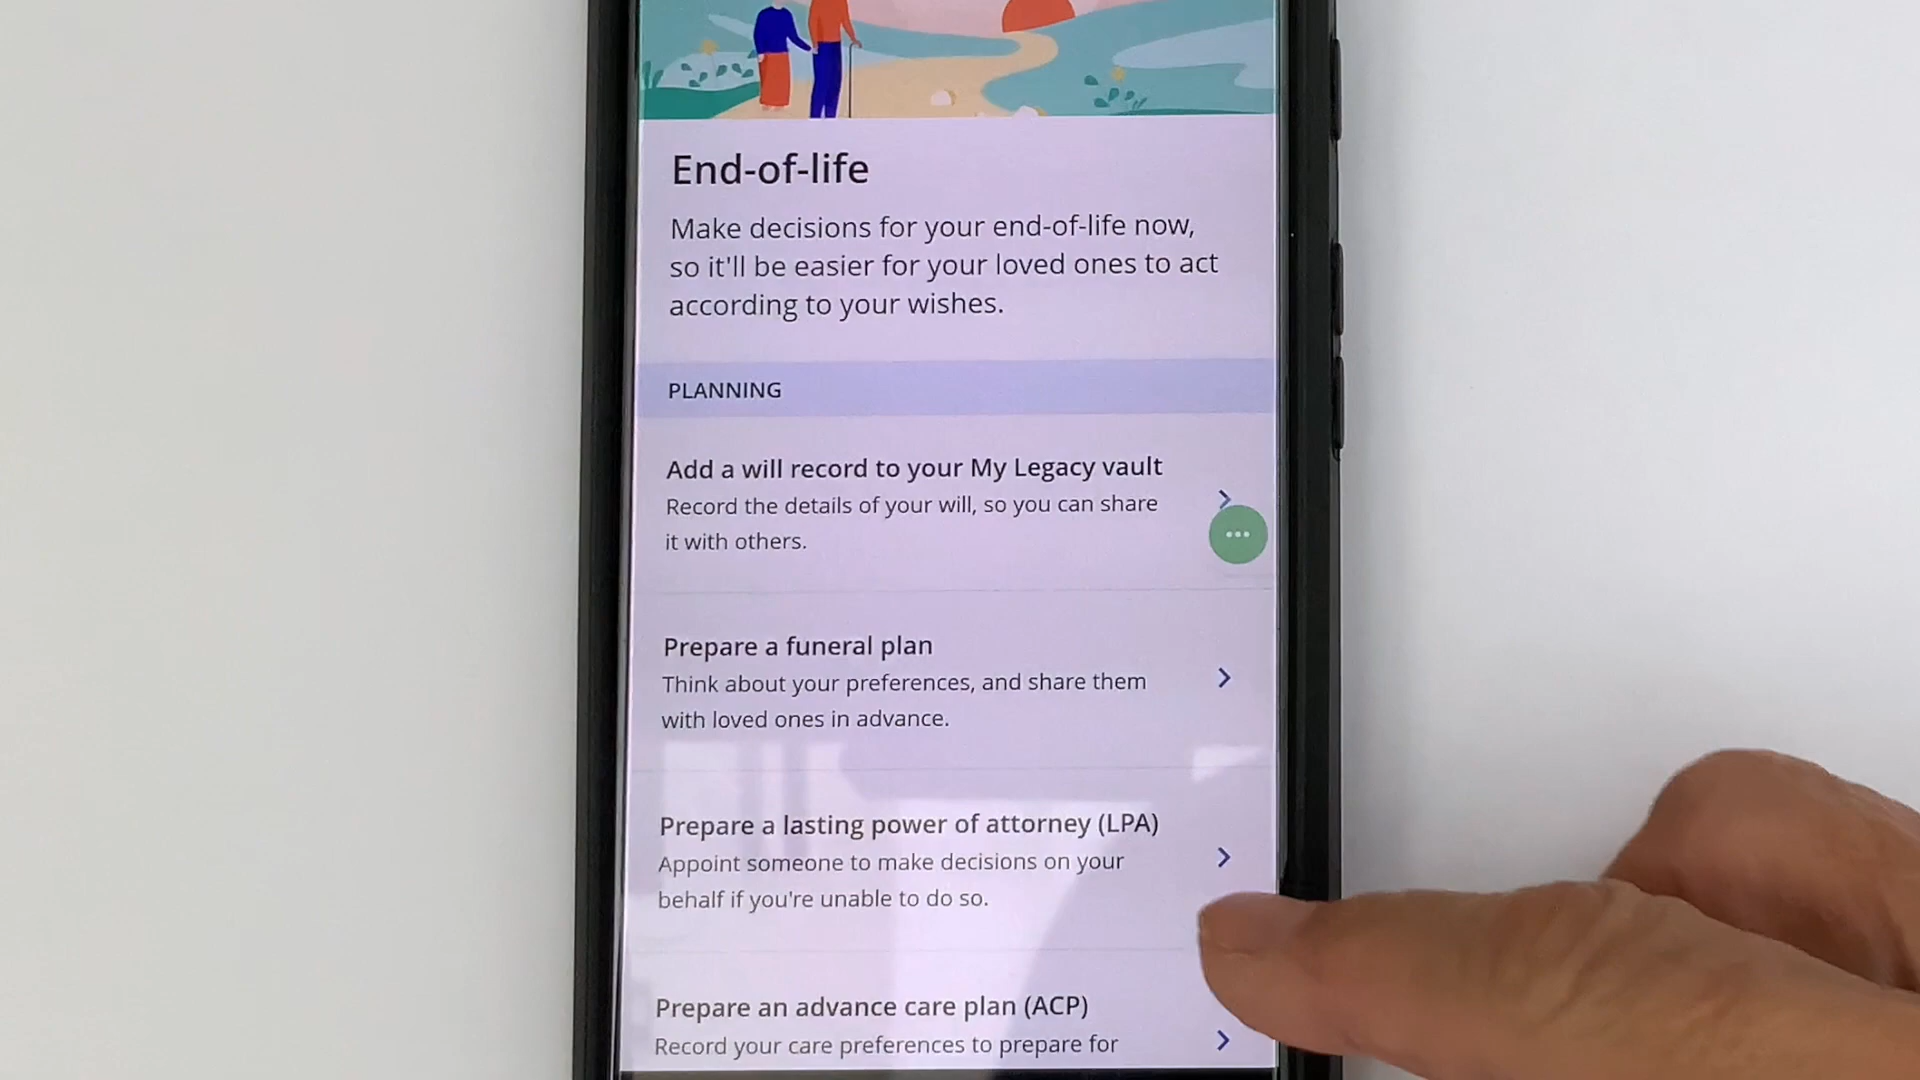 End-of-life
Make decisions for your end-of-life now,
so it'll be easier for your loved ones to act
according to your wishes.
PLANNING
Add a will record to your My Legacy vault
Record the details of your will, so you can share
it with others.
Prepare a funeral plan
Think about your preferences, and share them
with loved ones in advance.
Prepare a lasting power of attorney (LPA)
Appoint someone to make decisions on your
behalf if you're unable to do so.
Prepare an advance care plan (ACP)
Record your care preferences to prepare for